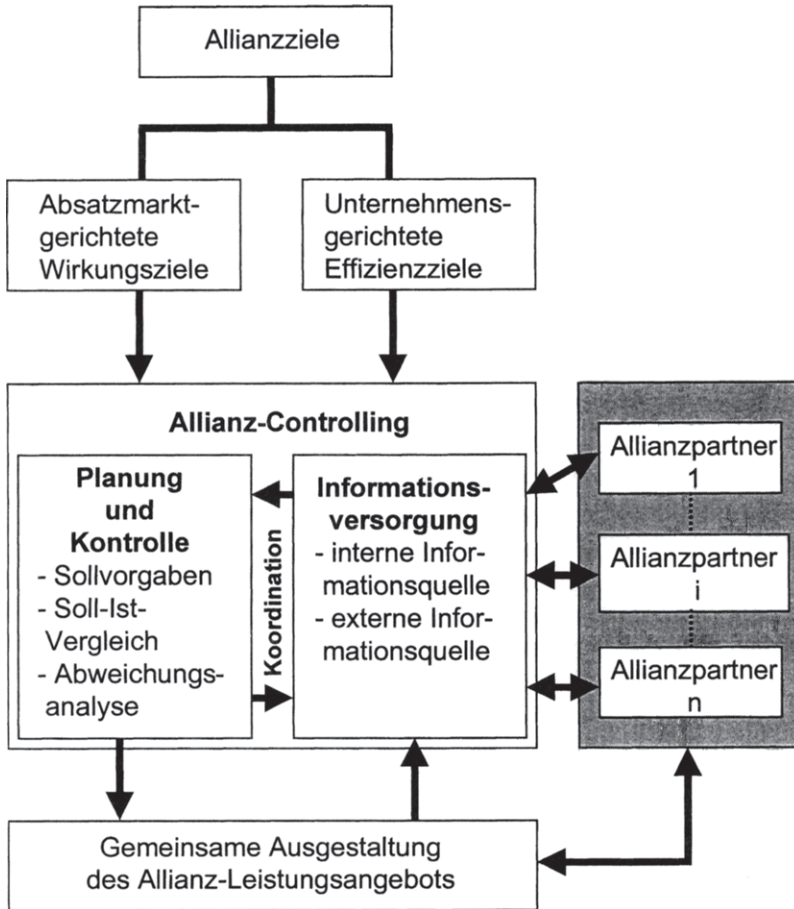 Allianzziele
Absatzmarkt-
gerichtete
Wirkungsziele
Unternehmens-
gerichtete
Effizienzziele
Allianz-Controlling
Planung
und
Kontrolle
- Sollvorgaben
- Soll-Ist-
Vergleich
- Abweichungs-
analyse
Koordination
Informations-
versorgung
- interne Infor-
mationsquelle
- externe Infor-
mationsquelle
Allianzpartner
1
Allianzpartner
i
Allianzpartner
n
Gemeinsame Ausgestaltung
des Allianz-Leistungsangebots